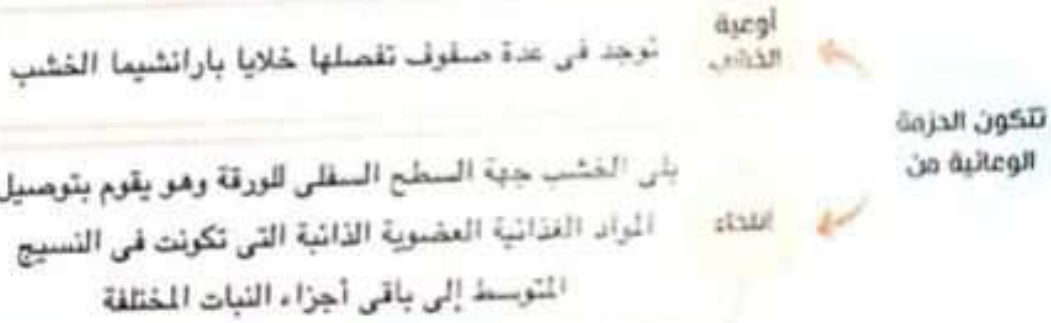 تتكون الحزمة
الوعائية من
أوعية
الخشب
توجد فى عدة صفوف تفصلها خلايا بارانشيما الخشب
اللحاء
يلى الخشب جهة السطح السفلى للورقة وهو يقوم بتوصيل
المواد الغذائية العضوية الذائبة التى تكونت فى النسيج
المتوسط إلى باقى أجزاء النبات المختلفة